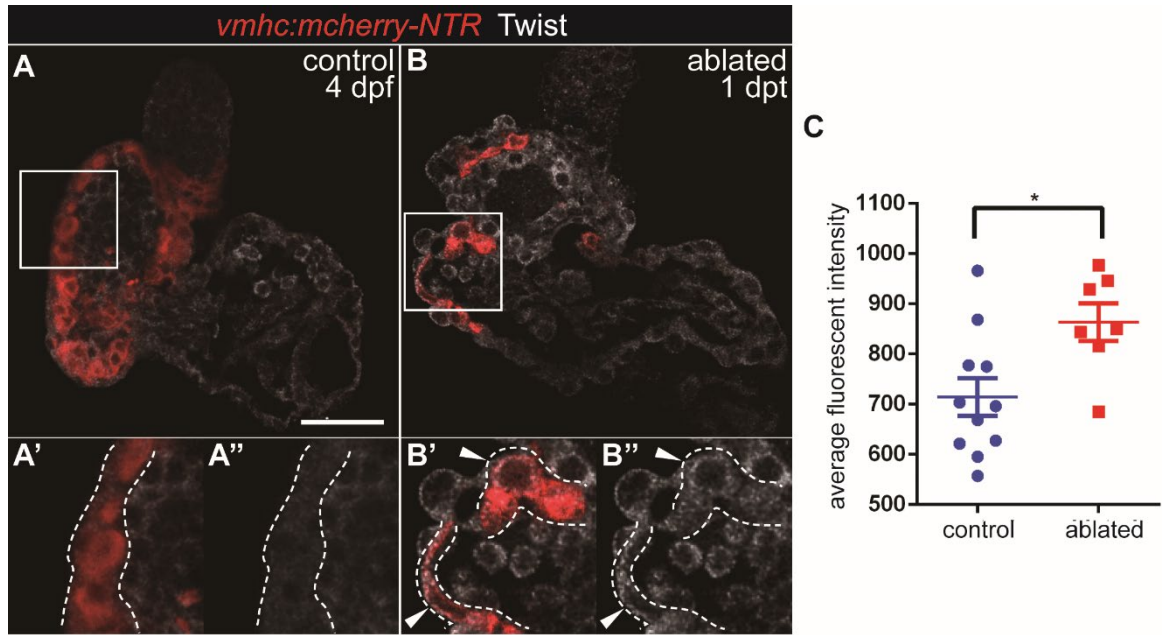 vmhc:mcherry-NTR Twist
A
control
4 dpf
B
ablated
1 dpt
A'
A"
B'
B"
C
*
average fluorescent intensity
1100
1000
900
800
700
600
500
control
ablated